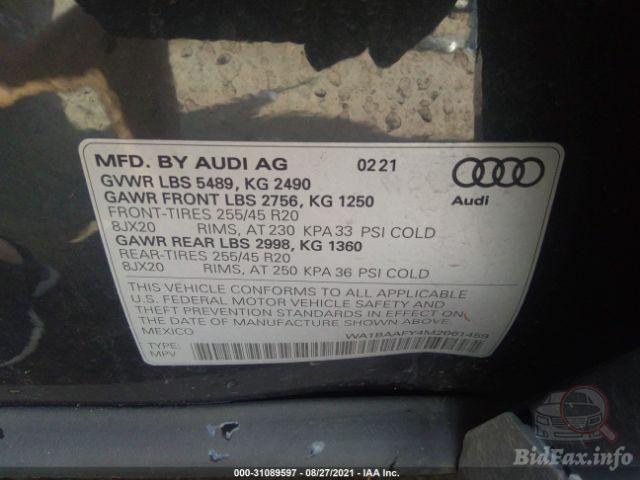 MFD. BY AUDI AG 02 21
GVWR LBS 5489, KG 2490
GAWR FRONT LBS 2756, KG 1250
FRONT-TIRES 255/45 R20
8JX20 RIMS, AT 230 KPA 33 PSI COLD
GAWR REAR LBS 2998, KG 1360
REAR-TIRES 255/45 R20
8JX20 RIMS, AT 250 KPA 36 PSI COLD
Audi
THIS VEHICLE CONFORMS TO ALL APPLICABLE
U.S. FEDERAL MOTOR VEHICLE SAFETY AND
THEFT PREVENTION STANDARDS IN EFFECT ON
THE DATE OF MANUFACTURE SHOWN ABOVE.
MEXICO
WA1BAAFY4M2061459
TYPE:
MPV
BidFax.info
000-31089597 - 08/27/2021 - IAA Inc.